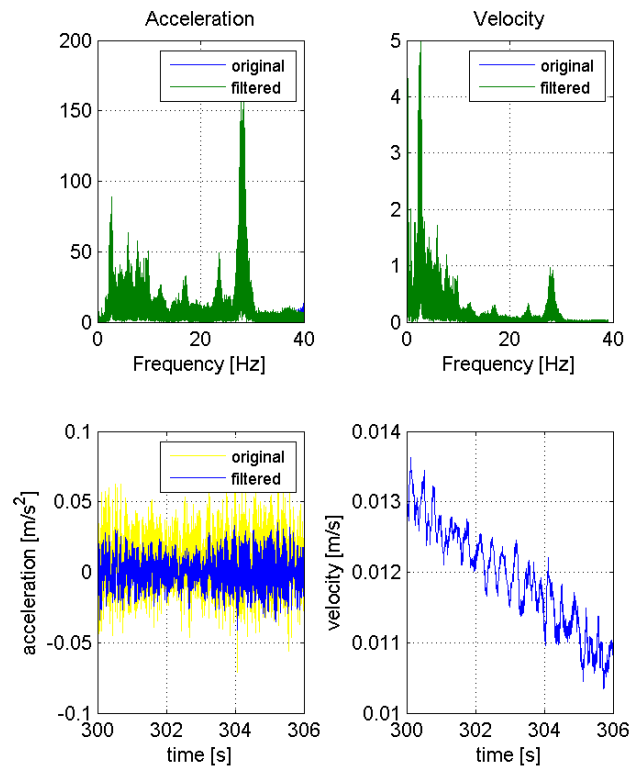 Acceleration
200
150
100
50
0
0
20
40
Frequency [Hz]
original
filtered
Velocity
5
4
3
2
1
0
0
20
40
Frequency [Hz]
original
filtered
0.1
0.05
0
-0.05
-0.1
300
302
304
306
acceleration [m/s²]
time [s]
original
filtered
0.014
0.013
0.012
0.011
0.01
300
302
304
306
velocity [m/s]
time [s]